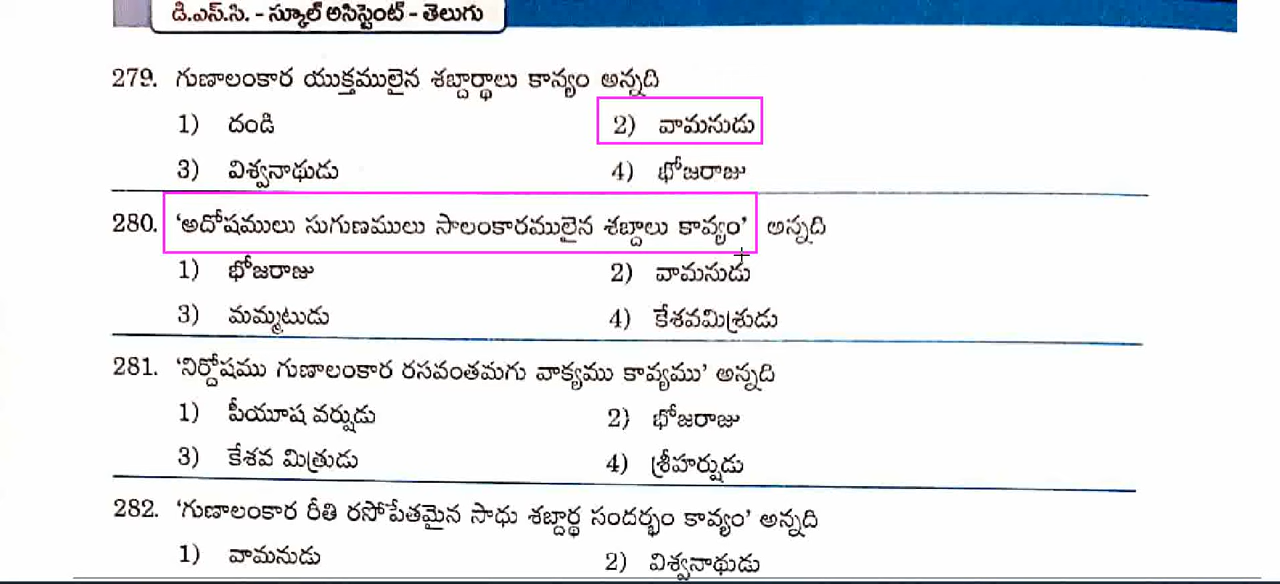 డి.ఎస్.సి. - స్కూల్ అసిస్టెంట్ - తెలుగు
279. గుణాలంకార యుక్తములైన శబ్దార్థాలు కావ్యం అన్నది
1) దండి 2) వామనుడు
3) విశ్వనాథుడు 4) భోజరాజు
280. 'అదోషములు సుగుణములు సాలంకారములైన శబ్దాలు కావ్యం' అన్నది
1) భోజరాజు 2) వామనుడు
3) మమ్మటుడు 4) కేశవమిశ్రుడు
281. 'నిర్దోషము గుణాలంకార రసవంతమగు వాక్యము కావ్యము' అన్నది
1) పీయూష వర్షుడు 2) భోజరాజు
3) కేశవ మిత్రుడు 4) శ్రీహర్షుడు
282. 'గుణాలంకార రీతి రసోపేతమైన సాధు శబ్దార్థ సందర్భం కావ్యం' అన్నది
1) వామనుడు 2) విశ్వనాథుడు